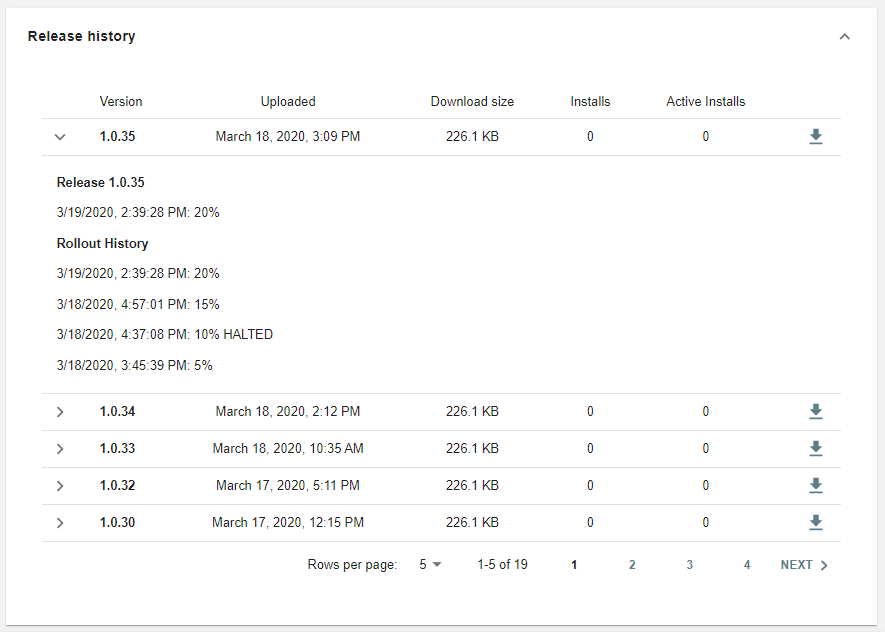 Release history
Version Uploaded Download size Installs Active Installs
1.0.35 March 18, 2020, 3:09 PM 226.1 KB 0 0
Release 1.0.35
3/19/2020, 2:39:28 PM: 20%
Rollout History
3/19/2020, 2:39:28 PM: 20%
3/18/2020, 4:57:01 PM: 15%
3/18/2020, 4:37:08 PM: 10% HALTED
3/18/2020, 3:45:39 PM: 5%
1.0.34 March 18, 2020, 2:12 PM 226.1 KB 0 0
1.0.33 March 18, 2020, 10:35 AM 226.1 KB 0 0
1.0.32 March 17, 2020, 5:11 PM 226.1 KB 0 0
1.0.30 March 17, 2020, 12:15 PM 226.1 KB 0 0
Rows per page: 5 1-5 of 19 1 2 3 4 NEXT